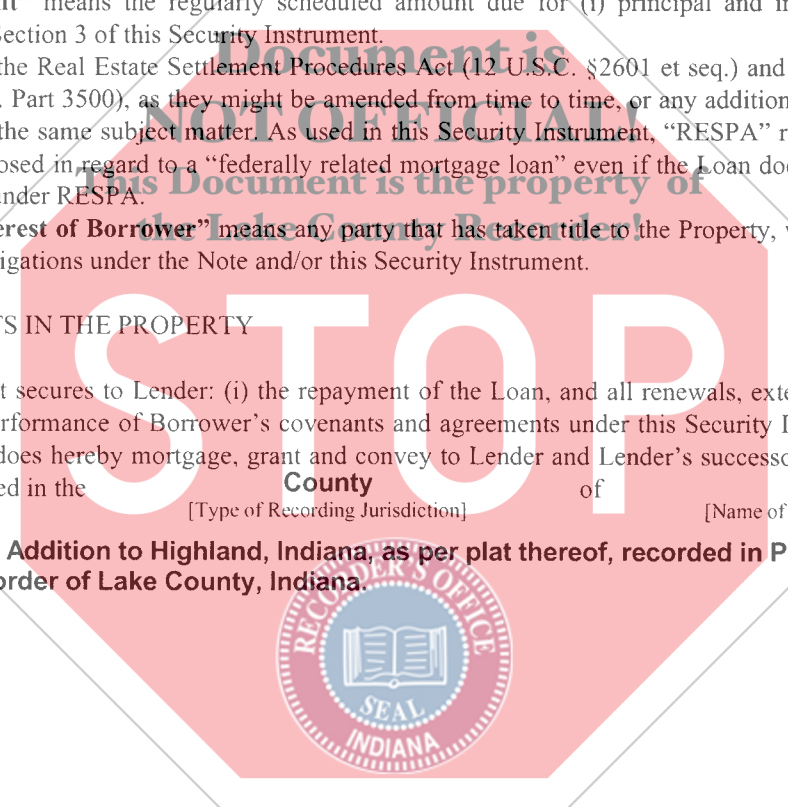 means the regularly scheduled amount due for (i) principal and in
Section 3 of this Security Instrument.
Document is
the Real Estate Settlement Procedures Act (12 U.S.C. §2601 et seq.) and
. Part 3500), as they might be amended from time to time, or any addition
NOT OFFICIAL!
the same subject matter. As used in this Security Instrument, “RESPA” r
osed in regard to a “federally related mortgage loan” even if the Loan doe
This Document is the property of
under RESPA.
erest of Borrower” means any party that has taken title to the Property, w
the Lake County Recorder!
igations under the Note and/or this Security Instrument.
TS IN THE PROPERTY
STOP
t secures to Lender: (i) the repayment of the Loan, and all renewals, exte
rformance of Borrower’s covenants and agreements under this Security I
does hereby mortgage, grant and convey to Lender and Lender’s successo
ed in the County of
[Type of Recording Jurisdiction] [Name of
Addition to Highland, Indiana, as per plat thereof, recorded in P
order of Lake County, Indiana.
RECORDER'S OFFICE
SEAL
INDIANA